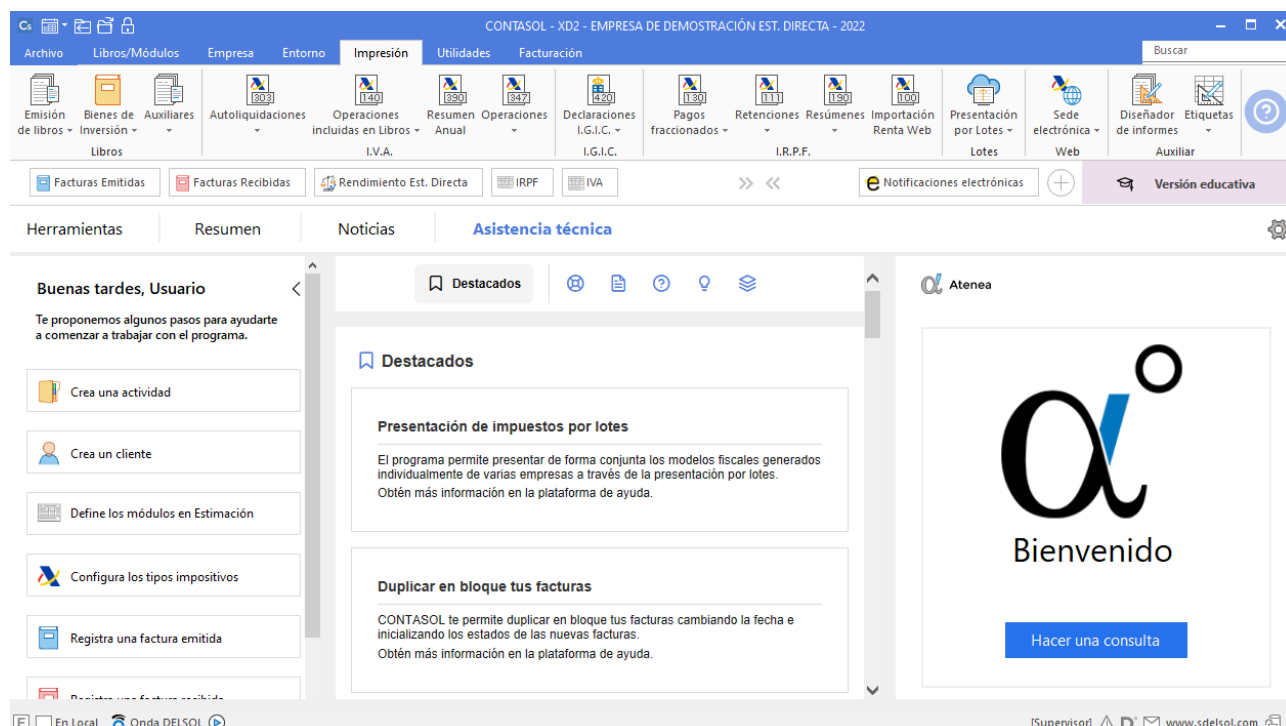 Cs
CONTASOL - XD2 - EMPRESA DE DEMOSTRACIÓN EST. DIRECTA - 2022
Archivo Libros/Módulos Empresa Entorno Impresión Utilidades Facturación Buscar
303 140 390 347 420 130 111 190 100
Emisión de libros
Bienes de Inversión
Auxiliares
Autoliquidaciones
Operaciones incluidas en Libros
Resumen Anual
Operaciones
Declaraciones I.G.I.C.
Pagos fraccionados
Retenciones
Resúmenes
Importación Renta Web
Presentación por Lotes
Sede electrónica
Diseñador de informes
Etiquetas
Libros I.V.A. I.G.I.C. I.R.P.F. Lotes Web Auxiliar
Facturas Emitidas Facturas Recibidas Rendimiento Est. Directa IRPF IVA Notificaciones electrónicas Versión educativa
Herramientas Resumen Noticias Asistencia técnica
Buenas tardes, Usuario
Te proponemos algunos pasos para ayudarte
a comenzar a trabajar con el programa.
Crea una actividad
Crea un cliente
Define los módulos en Estimación
Configura los tipos impositivos
Registra una factura emitida
Registra una factura recibida
Destacados
Destacados
Presentación de impuestos por lotes
El programa permite presentar de forma conjunta los modelos fiscales generados
individualmente de varias empresas a través de la presentación por lotes.
Obtén más información en la plataforma de ayuda.
Duplicar en bloque tus facturas
CONTASOL te permite duplicar en bloque tus facturas cambiando la fecha e
inicializando los estados de las nuevas facturas.
Obtén más información en la plataforma de ayuda.
Atenea
Bienvenido
Hacer una consulta
E En Local Onda DELSOL [Supervisor] D www.sdelsol.com